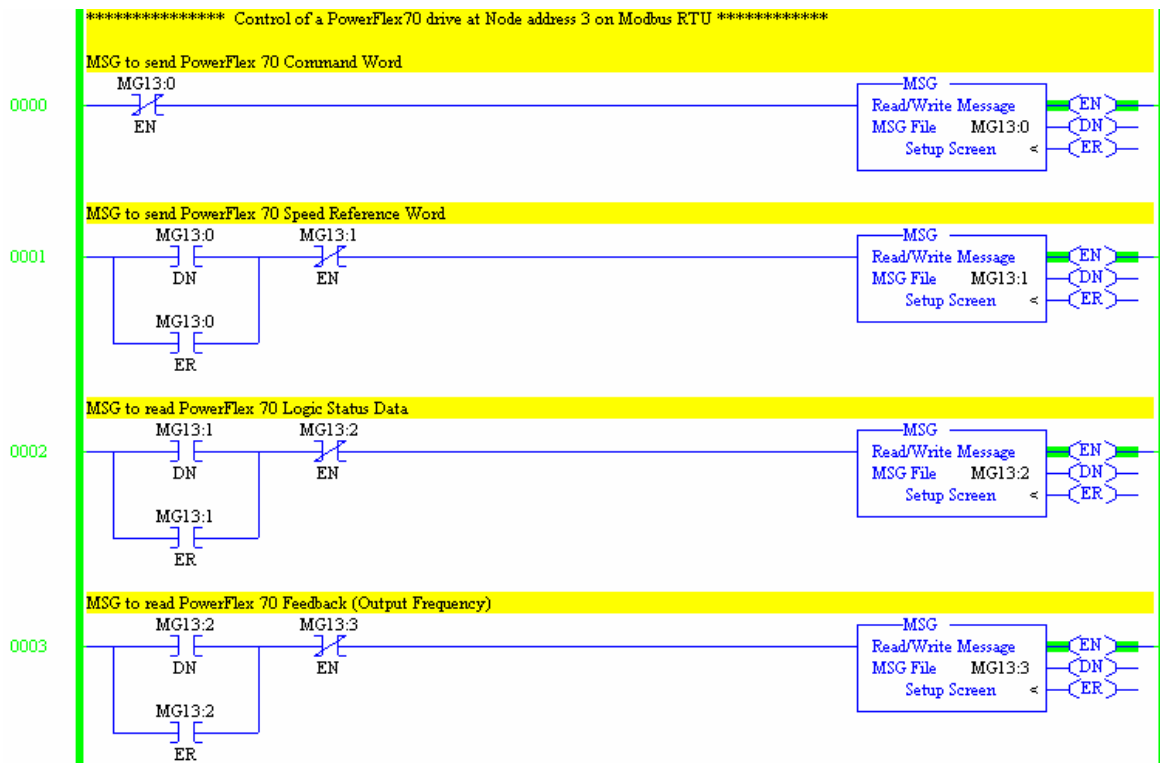 **************** Control of a PowerFlex70 drive at Node address 3 on Modbus RTU *************
MSG to send PowerFlex 70 Command Word
0000
MG13:0
EN
MSG
Read/Write Message
MSG File MG13:0
Setup Screen <
EN
DN
ER
MSG to send PowerFlex 70 Speed Reference Word
0001
MG13:0 MG13:1
DN EN
MG13:0
ER
MSG
Read/Write Message
MSG File MG13:1
Setup Screen <
EN
DN
ER
MSG to read PowerFlex 70 Logic Status Data
0002
MG13:1 MG13:2
DN EN
MG13:1
ER
MSG
Read/Write Message
MSG File MG13:2
Setup Screen <
EN
DN
ER
MSG to read PowerFlex 70 Feedback (Output Frequency)
0003
MG13:2 MG13:3
DN EN
MG13:2
ER
MSG
Read/Write Message
MSG File MG13:3
Setup Screen <
EN
DN
ER